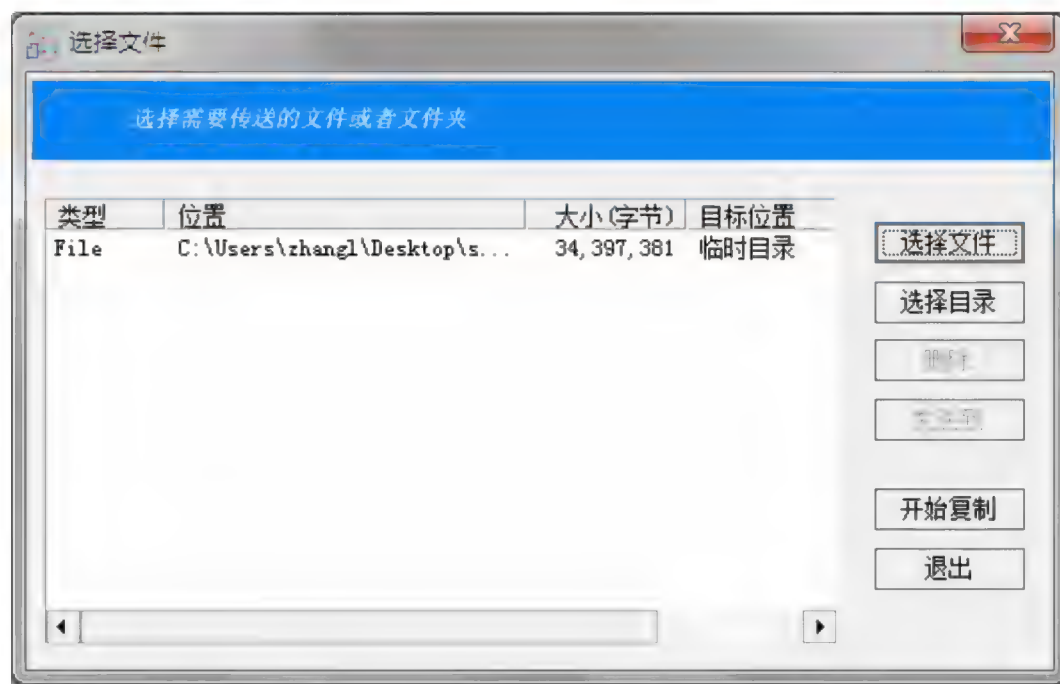 选择文件
选择需要传送的文件或者文件夹
类型 位置 大小(字节) 目标位置
File C:\Users\zhangl\Desktop\s... 34,397,381 临时目录
选择文件
选择目录
开始复制
退出